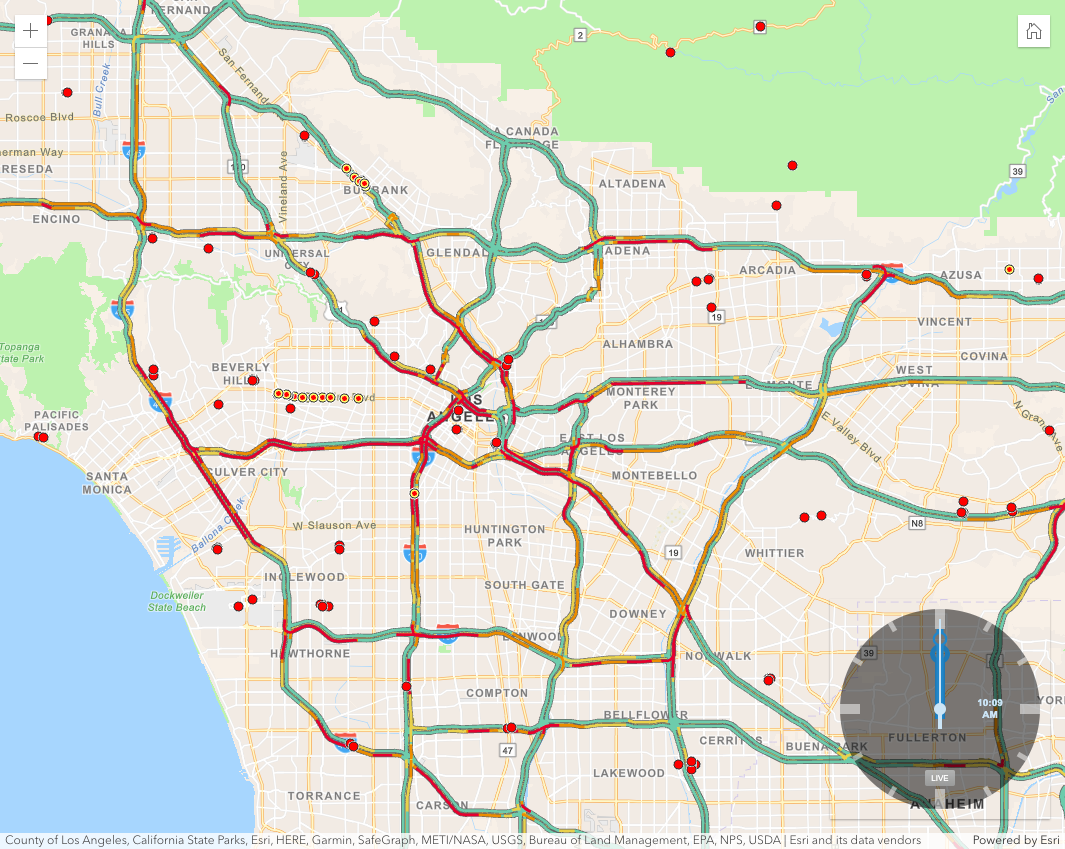 SAN
FERNANDO
GRANADA
HILLS
2
Bull Creek
San Fernando
Roscoe Blvd
Sherman Way
RESEDA
170
Vineland Ave
LA CANADA
FLINTRIDGE
39
BURBANK
ALTADENA
ENCINO
UNIVERSAL
CITY
GLENDALE
PASADENA
ARCADIA
AZUSA
19
VINCENT
Topanga
State Park
ALHAMBRA
COVINA
BEVERLY
HILLS
WEST
COVINA
EL MONTE
MONTEREY
PARK
LOS
ANGELES
PACIFIC
PALISADES
E Valley Blvd
N Grand Ave
EAST LOS
ANGELES
CULVER CITY
SANTA
MONICA
MONTEBELLO
Ballona Creek
W Slauson Ave
HUNTINGTON
PARK
N8
19
WHITTIER
INGLEWOOD
SOUTH GATE
Dockweiler
State Beach
DOWNEY
LYNWOOD
HAWTHORNE
NORWALK
39
COMPTON
10:09
AM
BELLFLOWER
CERRITOS
BUENA PARK
FULLERTON
47
LAKEWOOD
LIVE
TORRANCE
CARSON
ANAHEIM
County of Los Angeles, California State Parks, Esri, HERE, Garmin, SafeGraph, METI/NASA, USGS, Bureau of Land Management, EPA, NPS, USDA | Esri and its data vendors
Powered by Esri